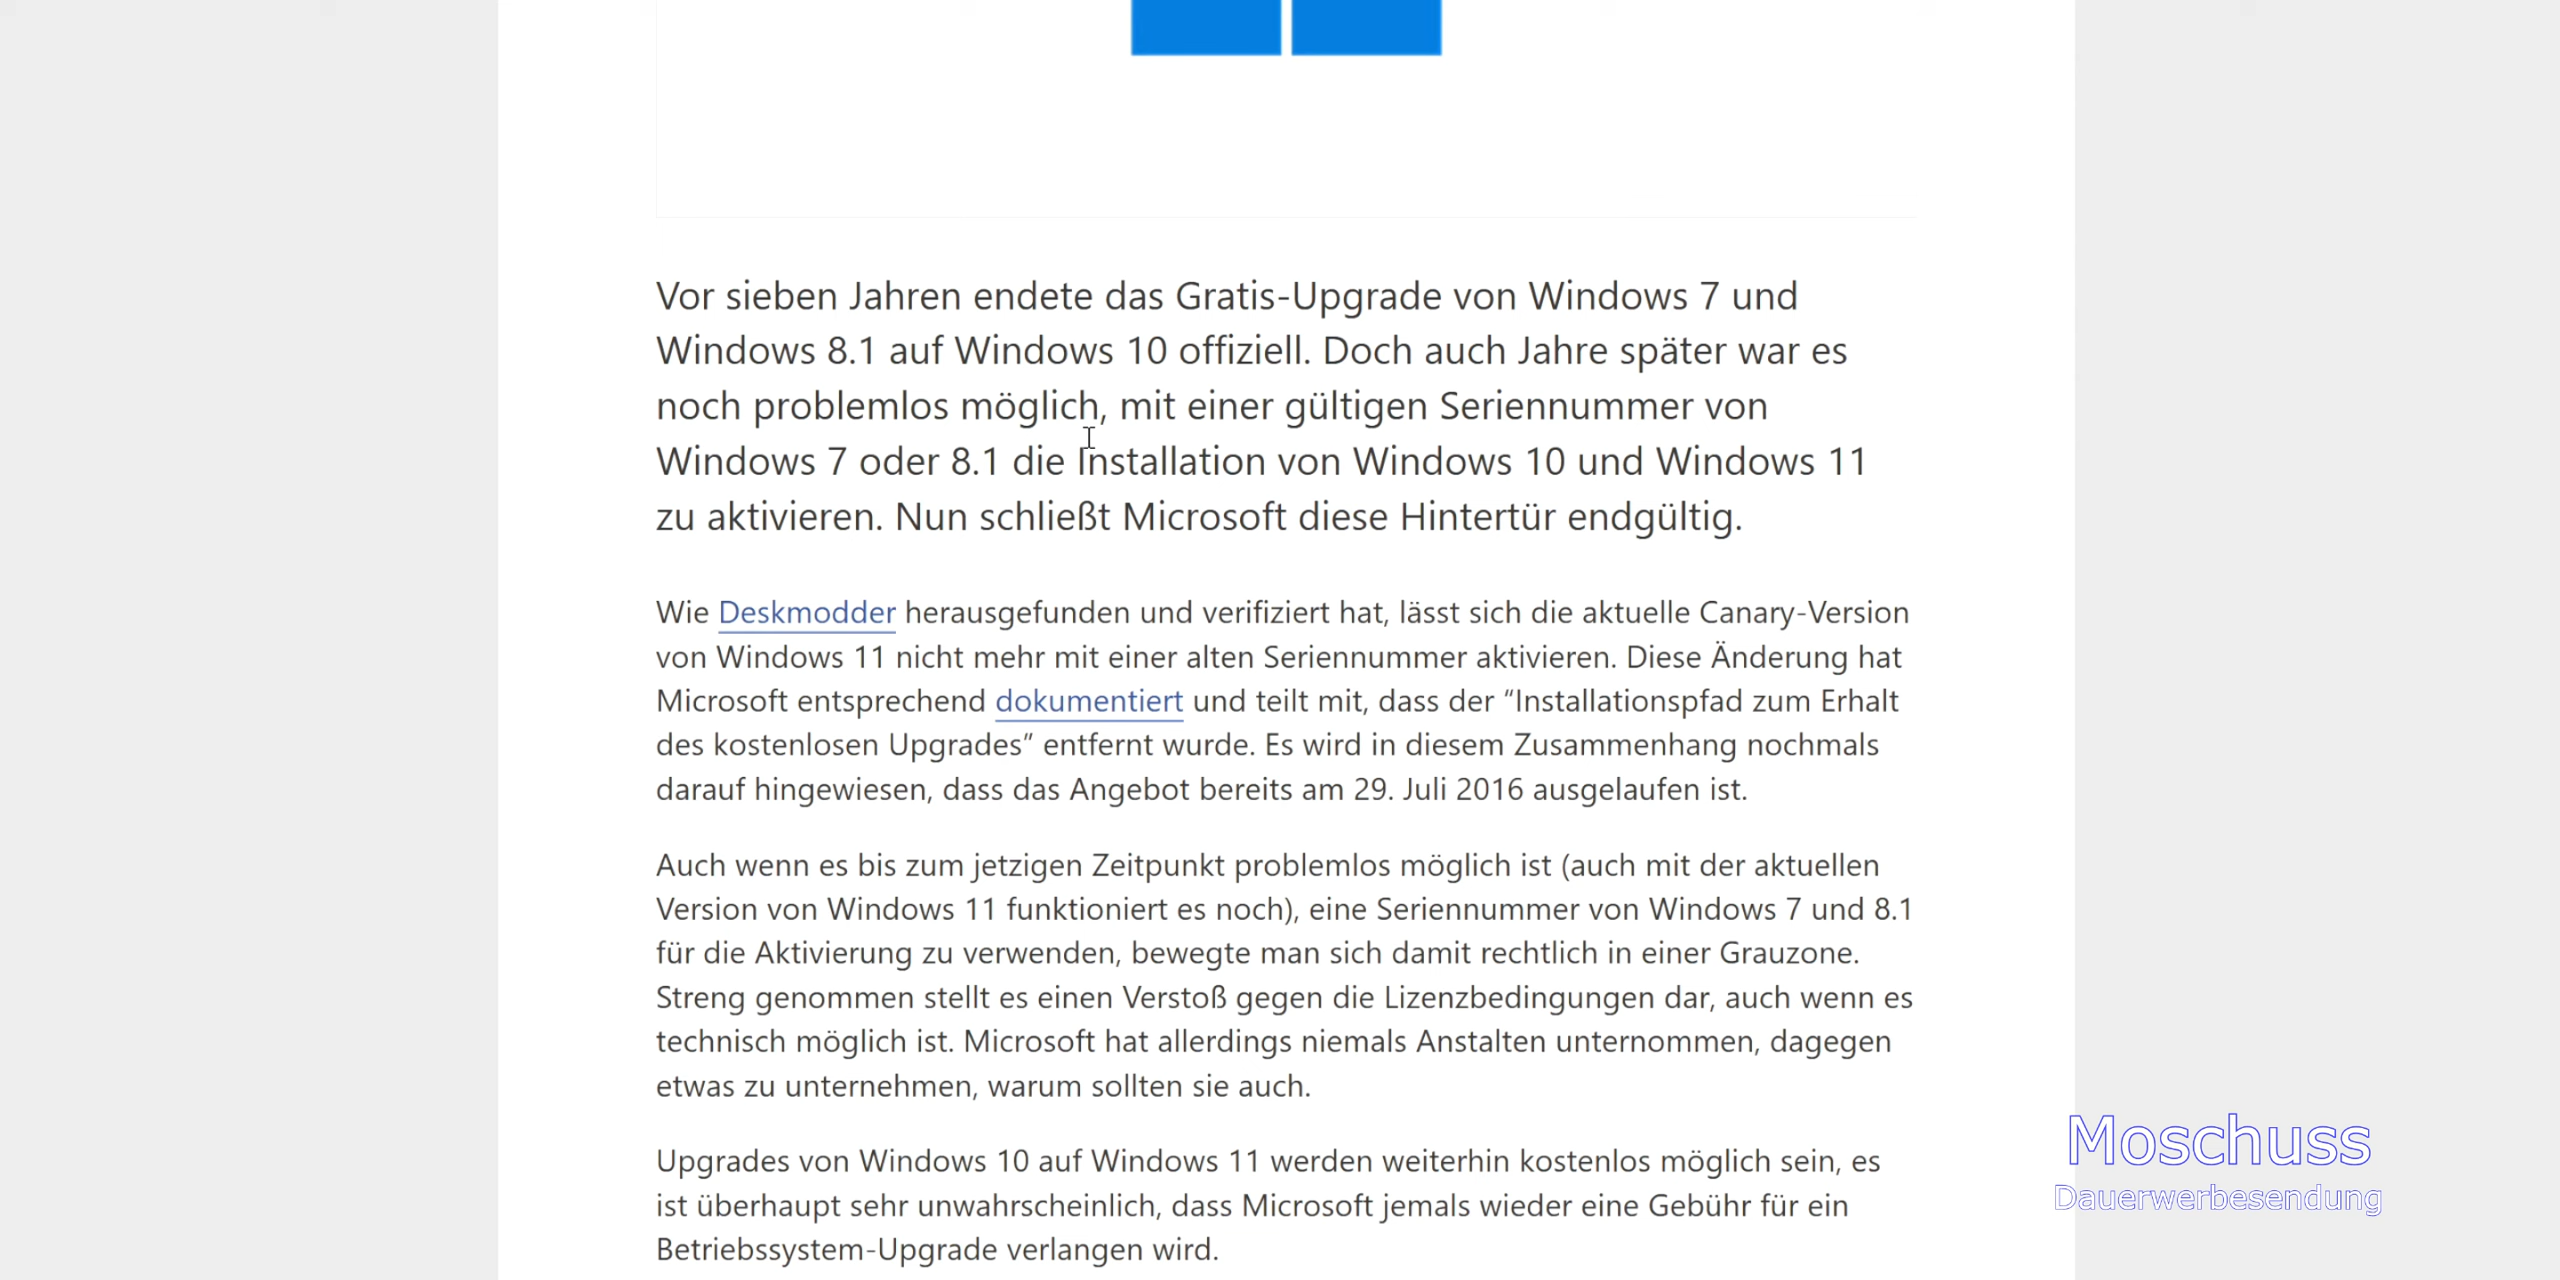 Vor sieben Jahren endete das Gratis-Upgrade von Windows 7 und
Windows 8.1 auf Windows 10 offiziell. Doch auch Jahre später war es
noch problemlos möglich, mit einer gültigen Seriennummer von
Windows 7 oder 8.1 die Installation von Windows 10 und Windows 11
zu aktivieren. Nun schließt Microsoft diese Hintertür endgültig.
Wie Deskmodder herausgefunden und verifiziert hat, lässt sich die aktuelle Canary-Version
von Windows 11 nicht mehr mit einer alten Seriennummer aktivieren. Diese Änderung hat
Microsoft entsprechend dokumentiert und teilt mit, dass der “Installationspfad zum Erhalt
des kostenlosen Upgrades” entfernt wurde. Es wird in diesem Zusammenhang nochmals
darauf hingewiesen, dass das Angebot bereits am 29. Juli 2016 ausgelaufen ist.
Auch wenn es bis zum jetzigen Zeitpunkt problemlos möglich ist (auch mit der aktuellen
Version von Windows 11 funktioniert es noch), eine Seriennummer von Windows 7 und 8.1
für die Aktivierung zu verwenden, bewegte man sich damit rechtlich in einer Grauzone.
Streng genommen stellt es einen Verstoß gegen die Lizenzbedingungen dar, auch wenn es
technisch möglich ist. Microsoft hat allerdings niemals Anstalten unternommen, dagegen
etwas zu unternehmen, warum sollten sie auch.
Upgrades von Windows 10 auf Windows 11 werden weiterhin kostenlos möglich sein, es
ist überhaupt sehr unwahrscheinlich, dass Microsoft jemals wieder eine Gebühr für ein
Betriebssystem-Upgrade verlangen wird.
Moschuss
Dauerwerbesendung